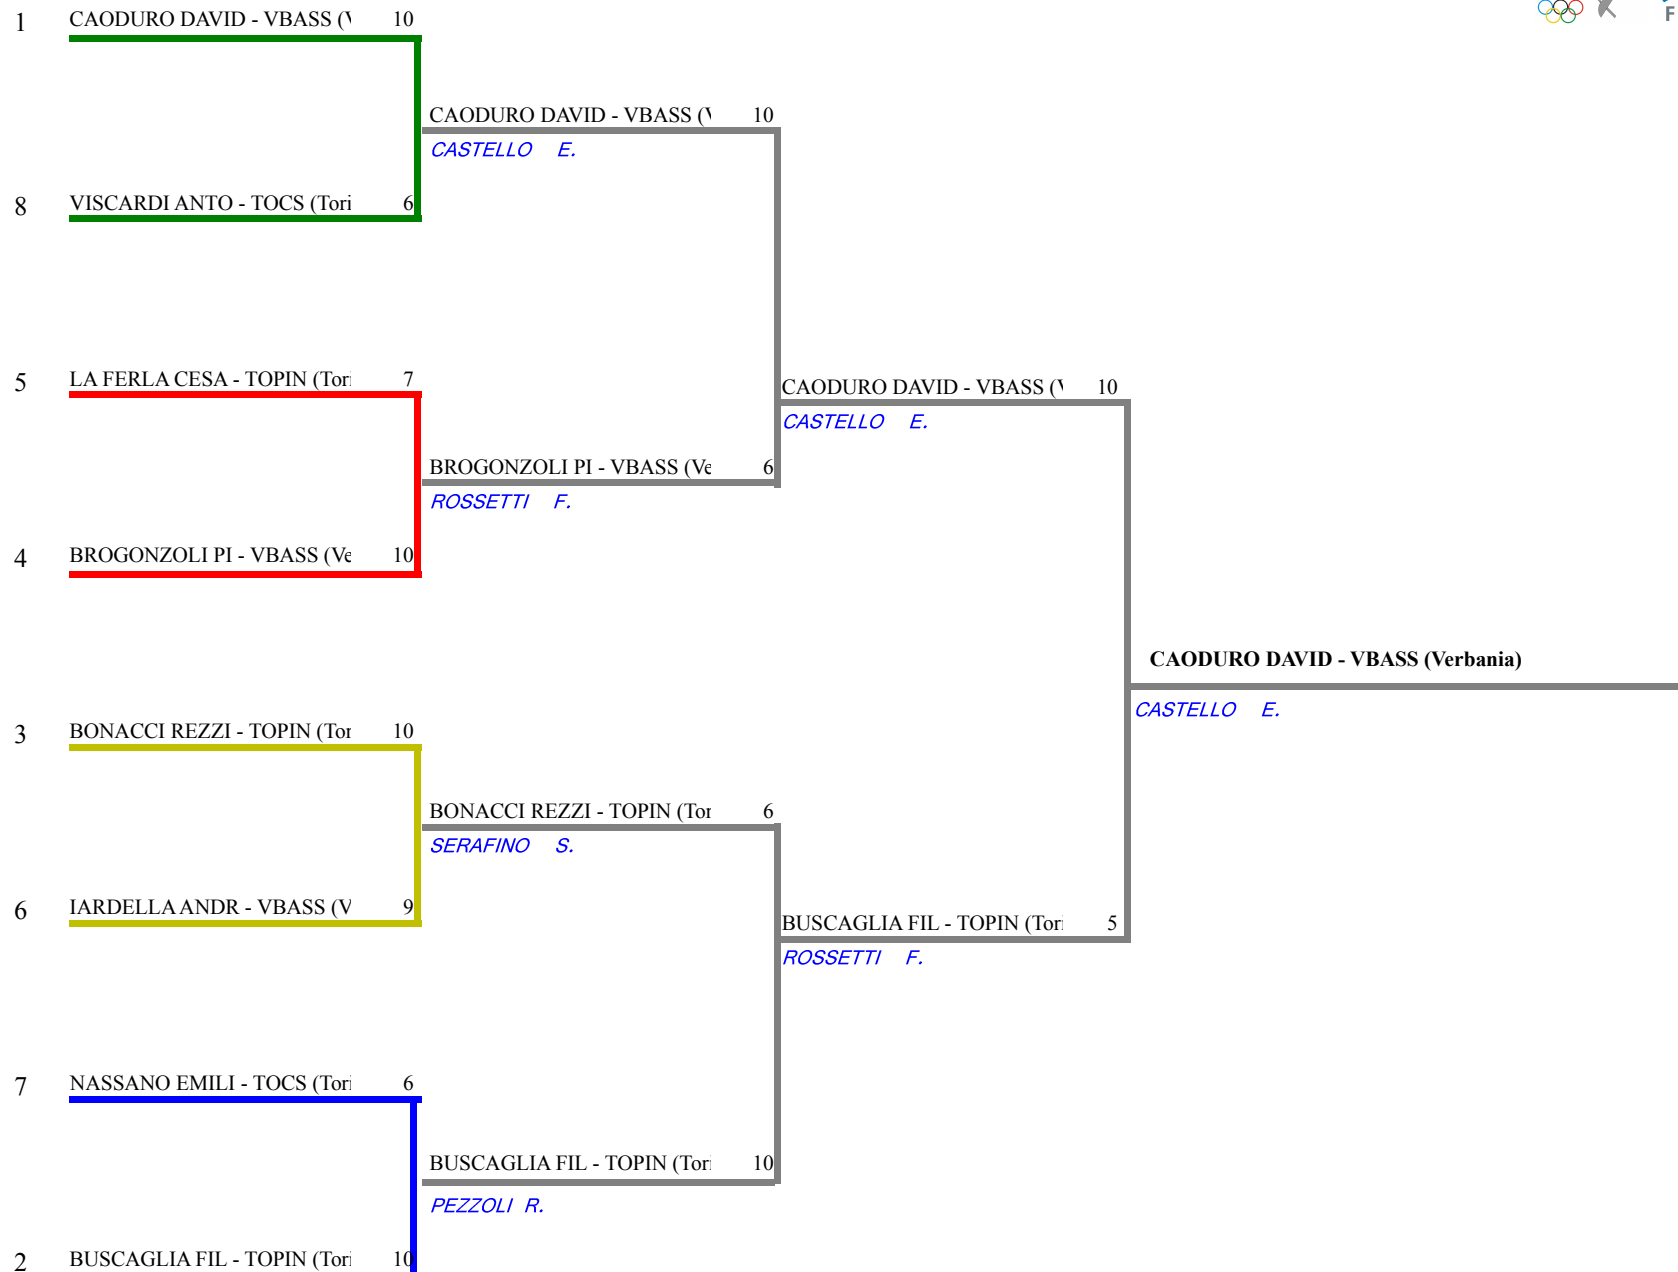 1 CAODURO DAVID - VBASS (V 10
CAODURO DAVID - VBASS (V 10
CASTELLO E.
8 VISCARDI ANTO - TOCS (Tori 6
5 LA FERLA CESA - TOPIN (Tori 7
CAODURO DAVID - VBASS (V 10
CASTELLO E.
BROGONZOLI PI - VBASS (Ve 6
ROSSETTI F.
4 BROGONZOLI PI - VBASS (Ve 10
CAODURO DAVID - VBASS (Verbania)
CASTELLO E.
3 BONACCI REZZI - TOPIN (Tor 10
BONACCI REZZI - TOPIN (Tor 6
SERAFINO S.
6 IARDELLA ANDR - VBASS (V 9
BUSCAGLIA FIL - TOPIN (Tori 5
ROSSETTI F.
7 NASSANO EMILI - TOCS (Tori 6
BUSCAGLIA FIL - TOPIN (Tori 10
PEZZOLI R.
2 BUSCAGLIA FIL - TOPIN (Tori 10
F